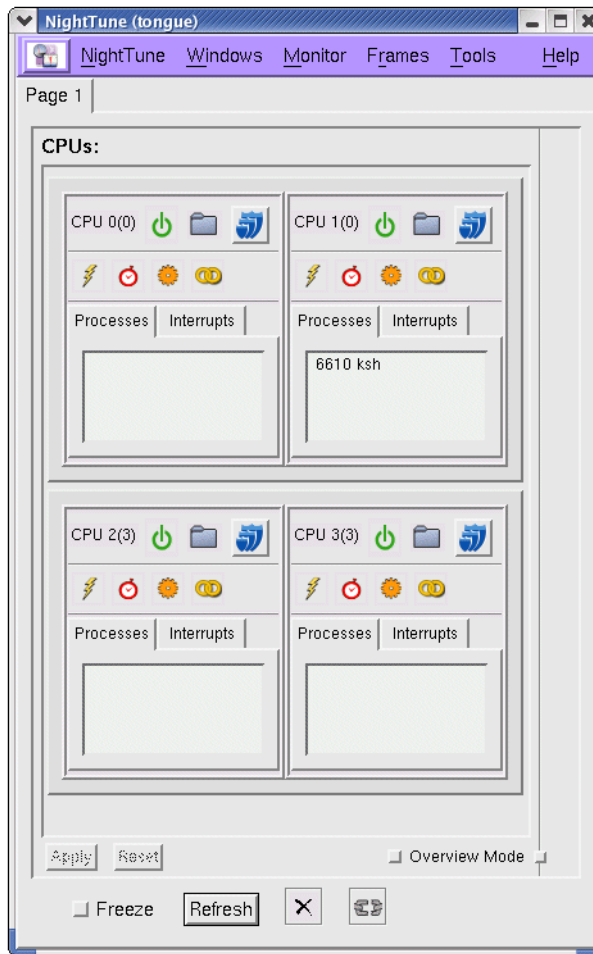 NightTune (tongue)
NightTune Windows Monitor Frames Tools Help
Page 1
CPUs:
CPU 0(0)
Processes Interrupts
CPU 1(0)
Processes Interrupts
6610 ksh
CPU 2(3)
Processes Interrupts
CPU 3(3)
Processes Interrupts
Apply Reset Overview Mode
Freeze Refresh